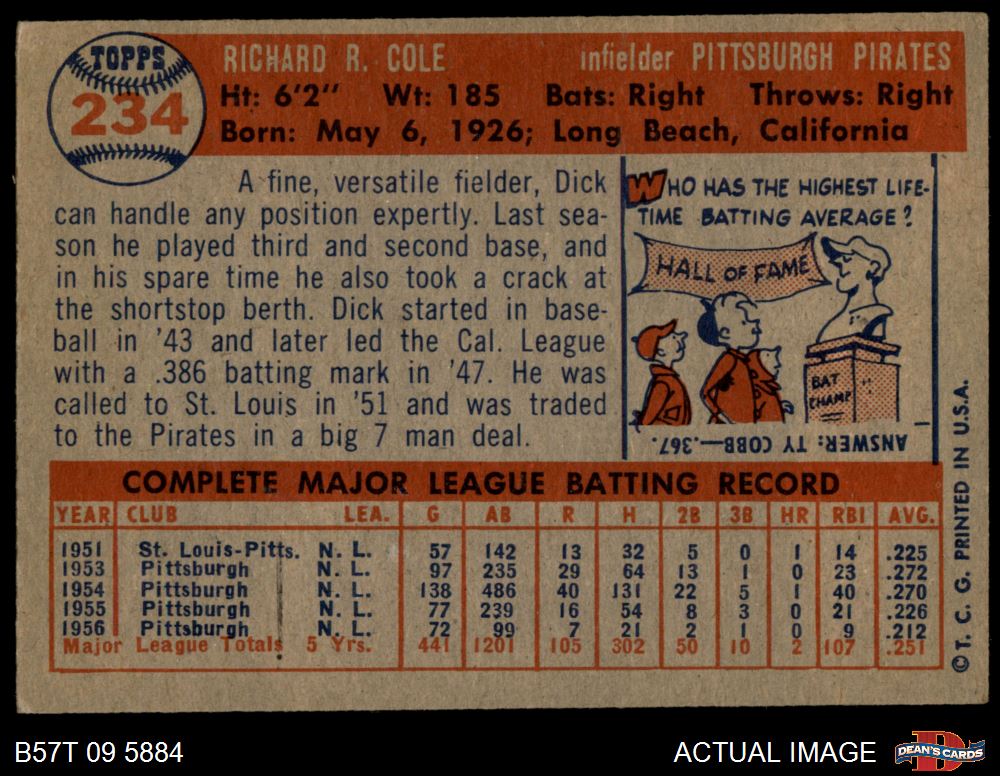 TOPPS
234
RICHARD R. COLE infielder PITTSBURGH PIRATES
Ht: 6'2" Wt: 185 Bats: Right Throws: Right
Born: May 6, 1926; Long Beach, California
A fine, versatile fielder, Dick
can handle any position expertly. Last sea-
son he played third and second base, and
in his spare time he also took a crack at
the shortstop berth. Dick started in base-
ball in '43 and later led the Cal. League
with a .386 batting mark in '47. He was
called to St. Louis in '51 and was traded
to the Pirates in a big 7 man deal.
WHO HAS THE HIGHEST LIFE-
TIME BATTING AVERAGE?
HALL OF FAME
BAT
CHAMP
ANSWER: TY COBB—.367.
COMPLETE MAJOR LEAGUE BATTING RECORD
YEAR CLUB LEA. G AB R H 2B 3B HR RBI AVG.
1951 St. Louis-Pitts. N. L. 57 142 13 32 5 0 1 14 .225
1953 Pittsburgh N. L. 97 235 29 64 13 1 0 23 .272
1954 Pittsburgh N. L. 138 486 40 131 22 5 1 40 .270
1955 Pittsburgh N. L. 77 239 16 54 8 3 0 21 .226
1956 Pittsburgh N. L. 72 99 7 21 2 1 0 9 .212
Major League Totals 5 Yrs. 441 1201 105 302 50 10 2 107 .251
© T. C. G. PRINTED IN U.S.A.
B57T 09 5884
ACTUAL IMAGE
D
DEAN'S CARDS